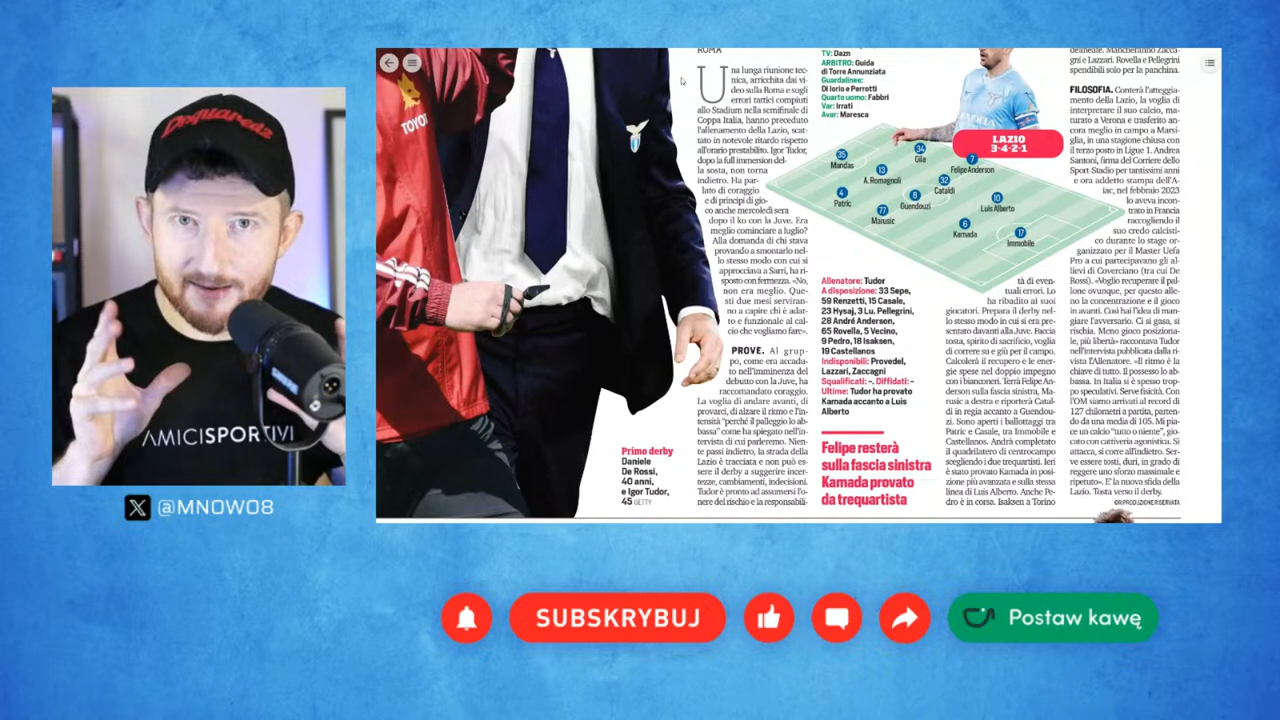 Dsquared2
AMICISPORTIVI
@MNOWO8
TOYOT
Primo derby
Daniele
De Rossi,
40 anni,
e Igor Tudor,
45 GETTY
ROMA
Una lunga riunione tec-
nica, arricchita dai vi-
deo sulla Roma e sugli
errori tattici compiuti
allo Stadium nella semifinale di
Coppa Italia, hanno preceduto
l'allenamento della Lazio, scat-
tato in notevole ritardo rispetto
all'orario prestabilito. Igor Tudor,
dopo la full immersion del-
la sosta, non torna
indietro. Ha par-
lato di coraggio
e di principi di gio-
co anche mercoledì sera
dopo il ko con la Juve. Era
meglio cominciare a luglio?
Alla domanda di chi stava
provando a smontarlo nel-
lo stesso modo con cui si
approcciava a Sarri, ha ri-
sposto con fermezza. «No,
non era meglio. Que-
sti due mesi serviran-
no a capire chi è adat-
to e funzionale al cal-
cio che vogliamo fare».
PROVE. Al grup-
po, come era accadu-
to nell'imminenza del
debutto con la Juve, ha
raccomandato coraggio.
La voglia di andare avanti, di
provarci, di alzare il ritmo e l'in-
tensità "perché il palleggio lo ab-
bassa" come ha spiegato nell'in-
tervista di cui parleremo. Nien-
te passi indietro, la strada della
Lazio è tracciata e non può es-
sere il derby a suggerire incer-
tezze, cambiamenti, indecisioni.
Tudor è pronto ad assumersi l'o-
nere del rischio e la responsabili-
TV: Dazn
ARBITRO: Guida
di Torre Annunziata
Guardalinee:
Di Iorio e Perrotti
Quarto uomo: Fabbri
Var: Irrati
Avar: Maresca
LAZIO
3-4-2-1
35
Mandas
34
Gila
7
Felipe Anderson
13
A. Romagnoli
32
Cataldi
4
Patric
8
Guendouzi
10
Luis Alberto
77
Marusic
6
Kamada
17
Immobile
Allenatore: Tudor
A disposizione: 33 Sepe,
59 Renzetti, 15 Casale,
23 Hysaj, 3 Lu. Pellegrini,
28 André Anderson,
65 Rovella, 5 Vecino,
9 Pedro, 18 Isaksen,
19 Castellanos
Indisponibili: Provedel,
Lazzari, Zaccagni
Squalificati: -. Diffidati: -
Ultime: Tudor ha provato
Kamada accanto a Luis
Alberto
Felipe resterà
sulla fascia sinistra
Kamada provato
da trequartista
tà di even-
tuali errori. Lo
ha ribadito ai suoi
giocatori. Prepara il derby nel-
lo stesso modo in cui si era pre-
sentato davanti alla Juve. Faccia
tosta, spirito di sacrificio, voglia
di correre su e giù per il campo.
Calcolerà il recupero e le ener-
gie spese nel doppio impegno
con i bianconeri. Terrà Felipe An-
derson sulla fascia sinistra, Ma-
rusic a destra e riporterà Catal-
di in regia accanto a Guendou-
zi. Sono aperti i ballottaggi tra
Patric e Casale, tra Immobile e
Castellanos. Andrà completato
il quadrilatero di centrocampo
scegliendo i due trequartisti. Ieri
è stato provato Kamada in posi-
zione più avanzata e sulla stessa
linea di Luis Alberto. Anche Pe-
dro è in corsa. Isaksen a Torino
delineate. Mancheranno Zacca-
gni e Lazzari. Rovella e Pellegrini
spendibili solo per la panchina.
FILOSOFIA. Conterà l'atteggia-
mento della Lazio, la voglia di
interpretare il suo calcio, ma-
turato a Verona e trasferito an-
cora meglio in campo a Marsi-
glia, in una stagione chiusa con
il terzo posto in Ligue 1. Andrea
Santoni, firma del Corriere dello
Sport-Stadio per tantissimi anni
e ora addetto stampa dell'A-
iac, nel febbraio 2023
lo aveva incon-
trato in Francia
raccogliendo il
suo credo calcisti-
co durante lo stage or-
ganizzato per il Master Uefa
Pro a cui partecipavano gli al-
lievi di Coverciano (tra cui De
Rossi). «Voglio recuperare il pal-
lone ovunque, per questo alle-
no la concentrazione e il gioco
in avanti. Così hai l'idea di man-
giare l'avversario. Ci si gasa, si
rischia. Meno gioco posiziona-
le, più libertà» raccontava Tudor
nell'intervista pubblicata dalla ri-
vista l'Allenatore. «Il ritmo è la
chiave di tutto. Il possesso lo ab-
bassa. In Italia si è spesso trop-
po speculativi. Serve fisicità. Con
l'OM siamo arrivati al record di
127 chilometri a partita, parten-
do da una media di 105. Mi pia-
ce un calcio "tutto o niente", gio-
cato con cattiveria agonistica. Si
attacca, si corre all'indietro. Ser-
ve essere tosti, duri, in grado di
reggere uno sforzo massimale e
ripetuto». E' la nuova sfida della
Lazio. Tosta verso il derby.
©RIPRODUZIONE RISERVATA
SUBSKRYBUJ
Postaw kawę